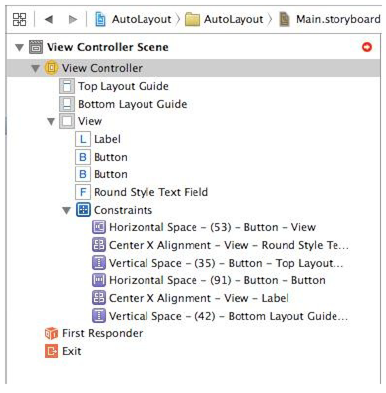 AutoLayout AutoLayout Main.storyboard
View Controller Scene
View Controller
Top Layout Guide
Bottom Layout Guide
View
L Label
B Button
B Button
F Round Style Text Field
Constraints
Horizontal Space – (53) – Button – View
Center X Alignment – View – Round Style Te...
Vertical Space – (35) – Button – Top Layout...
Horizontal Space – (91) – Button – Button
Center X Alignment – View – Label
Vertical Space – (42) – Bottom Layout Guide...
First Responder
Exit